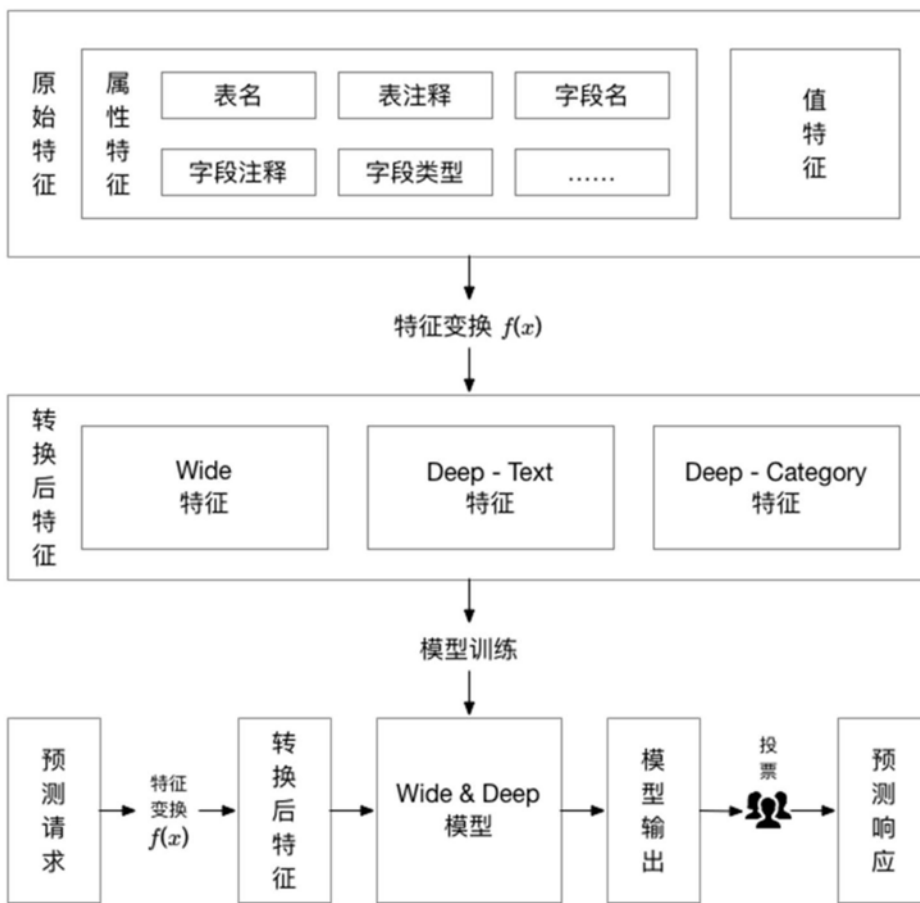 原始特征
属性特征
表名
表注释
字段名
字段注释
字段类型
……
值特征
特征变换 f(x)
转换后特征
Wide
特征
Deep - Text
特征
Deep - Category
特征
模型训练
预测请求
特征
变换
f(x)
转换后特征
Wide & Deep
模型
模型输出
投票
预测响应